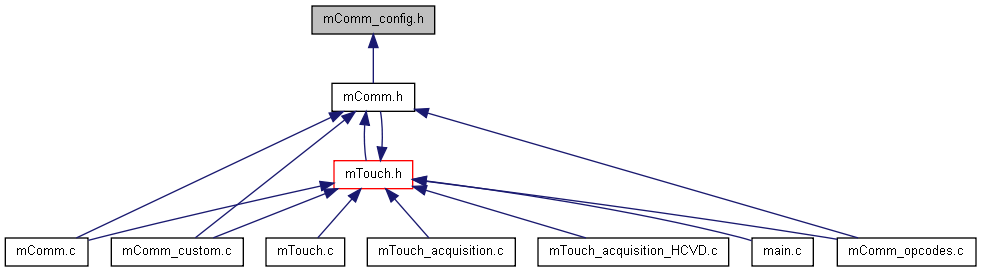 mComm_config.h
mComm.h
mTouch.h
mComm.c
mComm_custom.c
mTouch.c
mTouch_acquisition.c
mTouch_acquisition_HCVD.c
main.c
mComm_opcodes.c